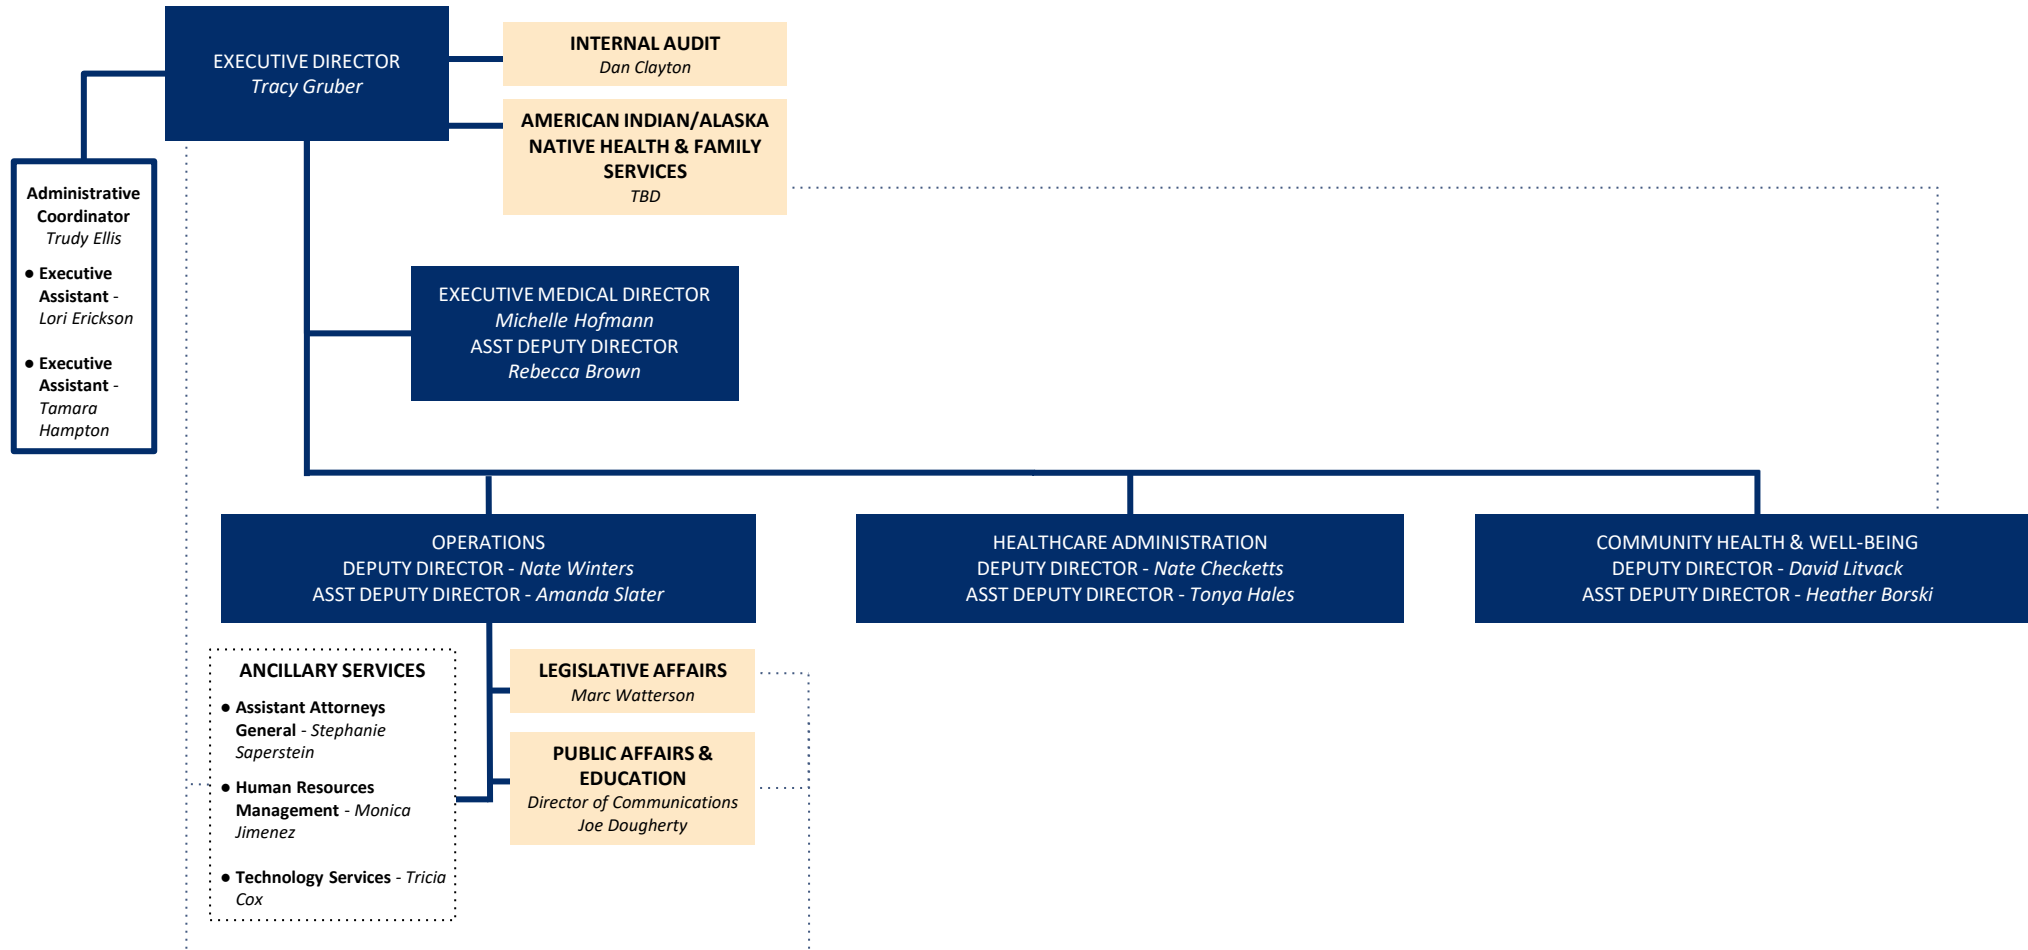 EXECUTIVE DIRECTOR
Tracy Gruber
INTERNAL AUDIT
Dan Clayton
AMERICAN INDIAN/ALASKA
NATIVE HEALTH & FAMILY
SERVICES
TBD
Administrative
Coordinator
Trudy Ellis
● Executive
Assistant -
Lori Erickson
● Executive
Assistant -
Tamara
Hampton
EXECUTIVE MEDICAL DIRECTOR
Michelle Hofmann
ASST DEPUTY DIRECTOR
Rebecca Brown
OPERATIONS
DEPUTY DIRECTOR - Nate Winters
ASST DEPUTY DIRECTOR - Amanda Slater
HEALTHCARE ADMINISTRATION
DEPUTY DIRECTOR - Nate Checketts
ASST DEPUTY DIRECTOR - Tonya Hales
COMMUNITY HEALTH & WELL-BEING
DEPUTY DIRECTOR - David Litvack
ASST DEPUTY DIRECTOR - Heather Borski
ANCILLARY SERVICES
● Assistant Attorneys
General - Stephanie
Saperstein
● Human Resources
Management - Monica
Jimenez
● Technology Services - Tricia
Cox
LEGISLATIVE AFFAIRS
Marc Watterson
PUBLIC AFFAIRS &
EDUCATION
Director of Communications
Joe Dougherty